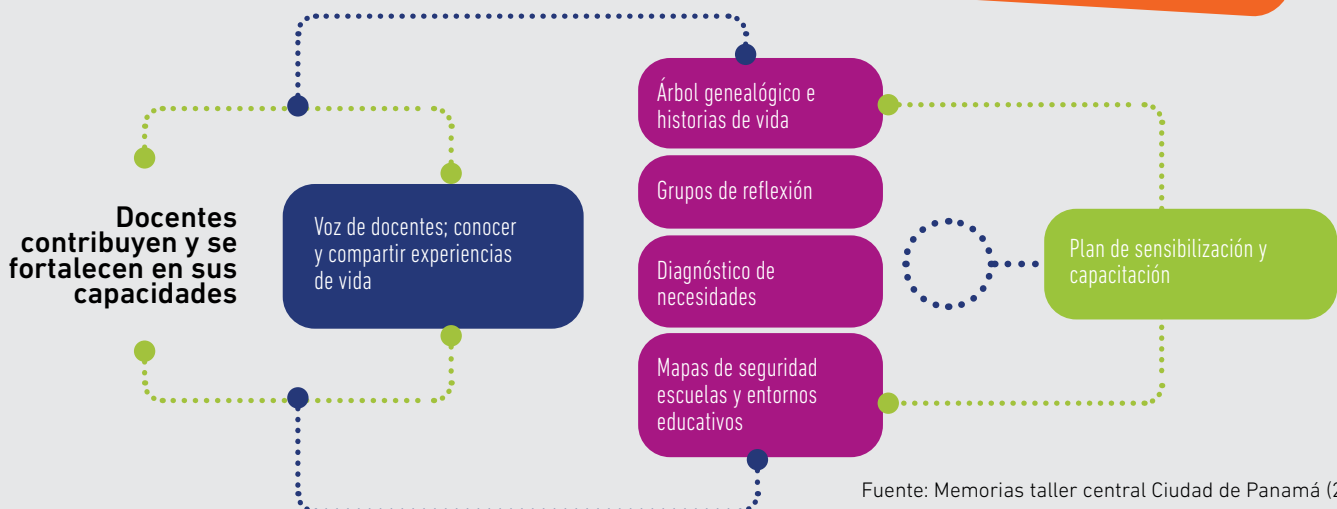 Docentes
contribuyen y se
fortalecen en sus
capacidades
Voz de docentes; conocer
y compartir experiencias
de vida
Árbol genealógico e
historias de vida
Grupos de reflexión
Diagnóstico de
necesidades
Mapas de seguridad
escuelas y entornos
educativos
Plan de sensibilización y
capacitación
Fuente: Memorias taller central Ciudad de Panamá (2